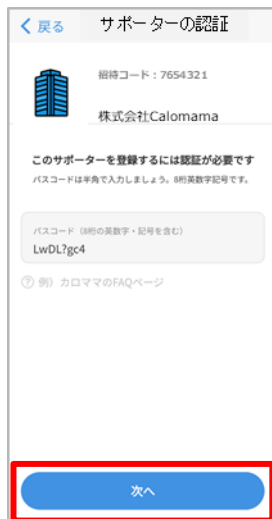 戻る サポーターの認証
招待コード：7654321
株式会社Calomama
このサポーターを登録するには認証が必要です
パスコードは半角で入力しましょう。8桁英数字記号です。
パスコード（8桁の英数字・記号を含む）
LwDL?gc4
? 例）カロママのFAQページ
次へ